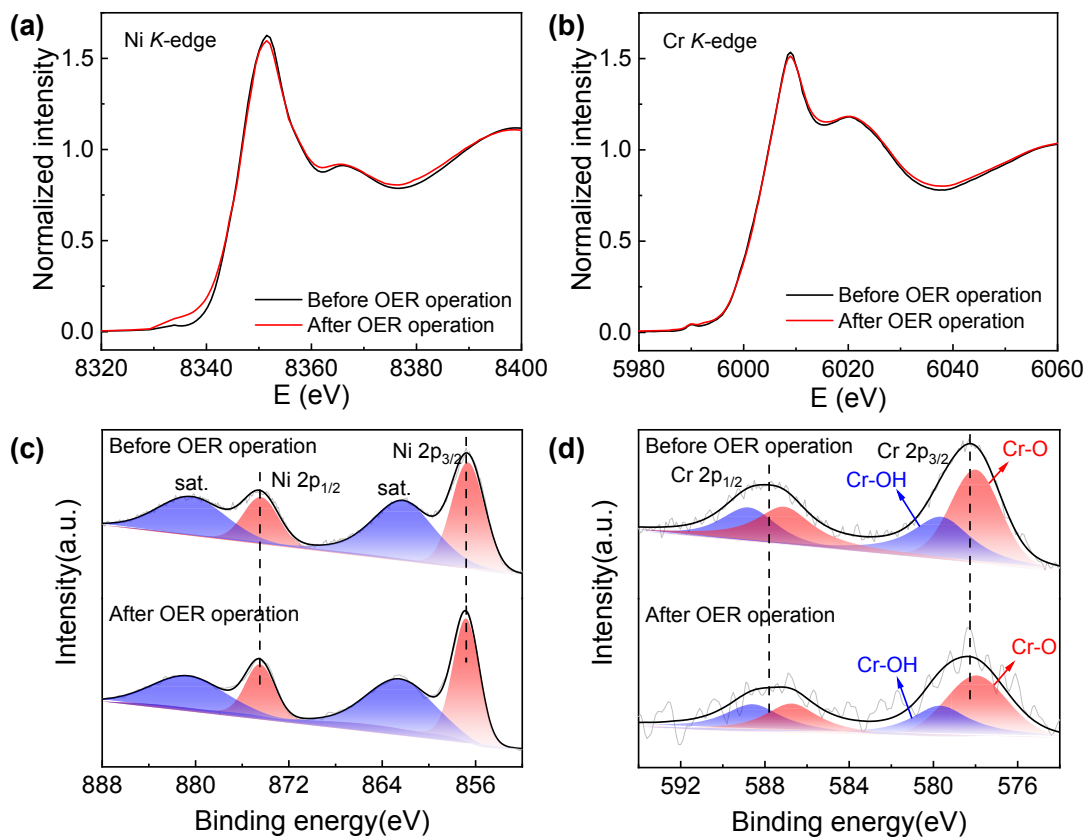 (a)
Ni K-edge
Normalized intensity
1.5
1.0
0.5
0.0
Before OER operation
After OER operation
8320 8340 8360 8380 8400
E (eV)
(b)
Cr K-edge
Normalized intensity
1.5
1.0
0.5
0.0
Before OER operation
After OER operation
5980 6000 6020 6040 6060
E (eV)
(c)
Before OER operation
Ni 2p3/2
sat.
Ni 2p1/2
sat.
After OER operation
Intensity(a.u.)
888 880 872 864 856
Binding energy(eV)
(d)
Before OER operation
Cr 2p1/2
Cr 2p3/2
Cr-OH
Cr-O
After OER operation
Cr-OH
Cr-O
Intensity(a.u.)
592 588 584 580 576
Binding energy(eV)